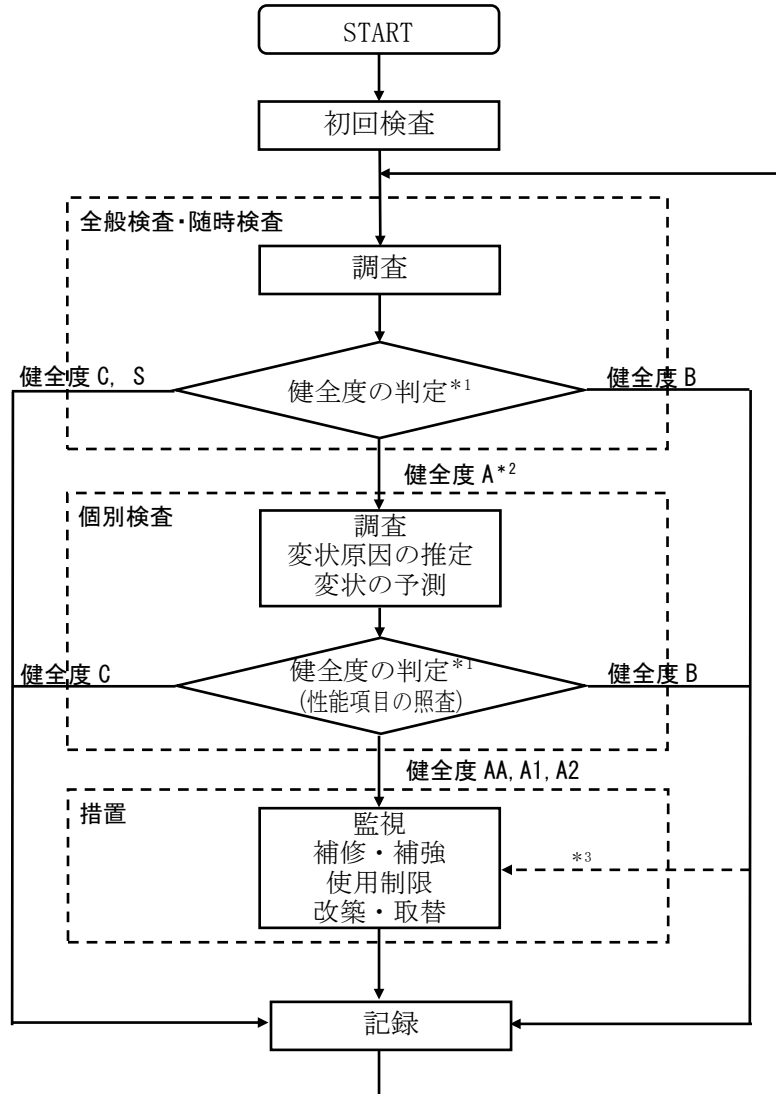 START
初回検査
全般検査・随時検査
調査
健全度 C, S
健全度の判定*1
健全度 B
健全度 A*2
個別検査
調査
変状原因の推定
変状の予測
健全度 C
健全度の判定*1
(性能項目の照査)
健全度 B
健全度 AA, A1, A2
措置
監視
補修・補強
使用制限
改築・取替
*3
記録